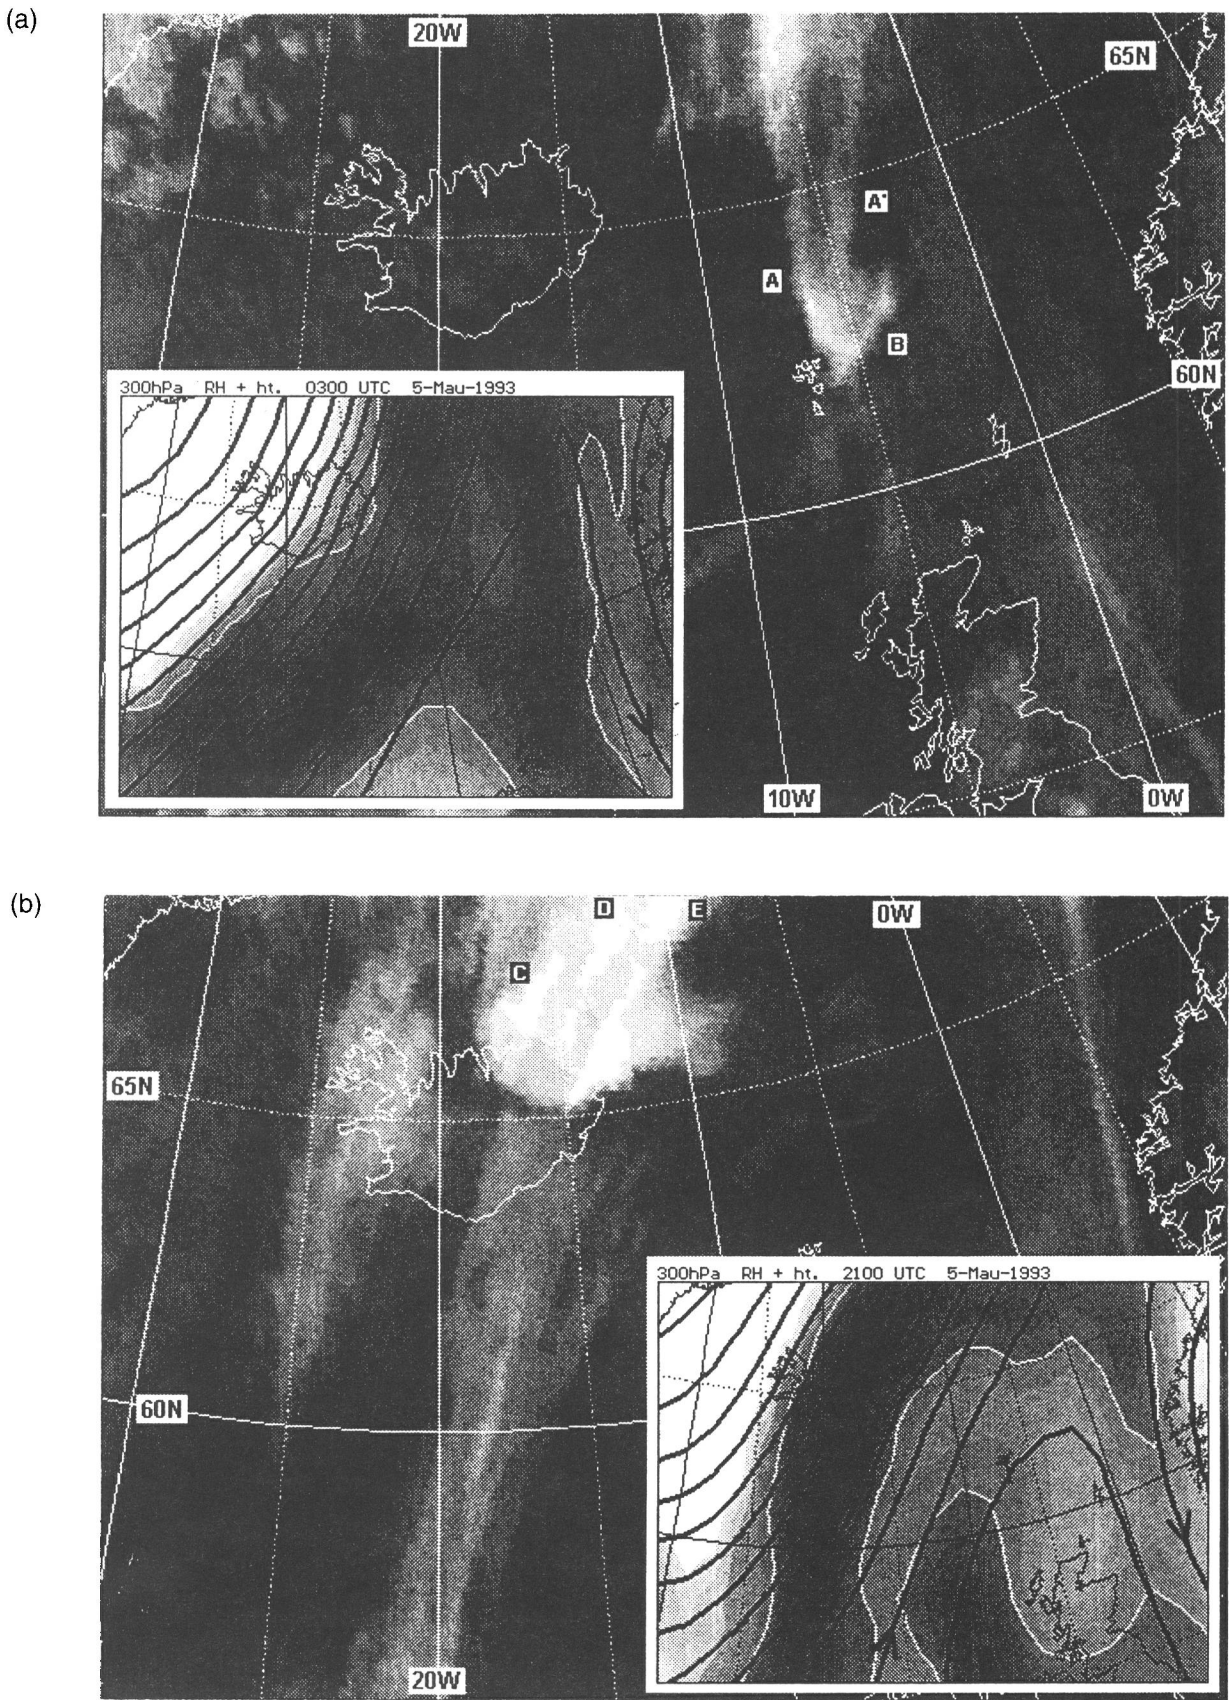 (a)
20W
65N
A'
A
B
60N
300hPa RH + ht. 0300 UTC 5-Mau-1993
10W
0W
(b)
D
E
0W
C
65N
300hPa RH + ht. 2100 UTC 5-Mau-1993
60N
20W